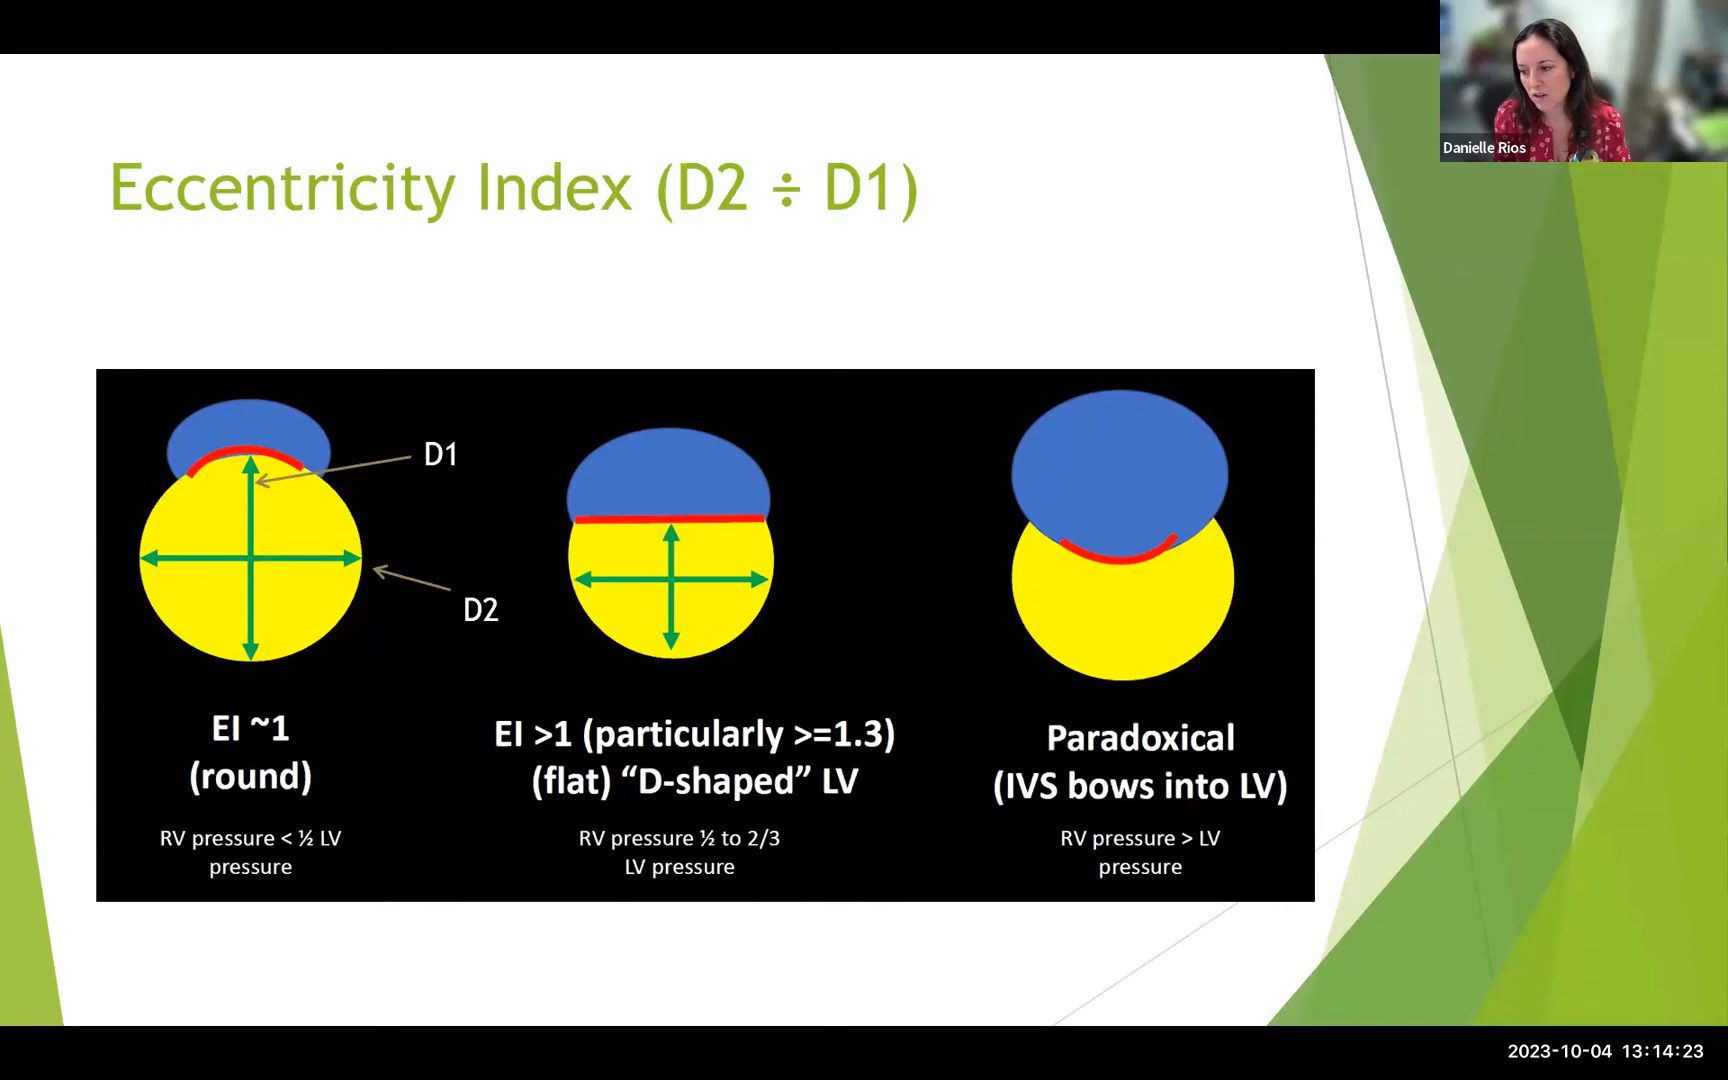 Danielle Rios
Eccentricity Index (D2 ÷ D1)
D1
D2
EI ~1
(round)
RV pressure < ½ LV
pressure
EI >1 (particularly >=1.3)
(flat) “D-shaped” LV
RV pressure ½ to 2/3
LV pressure
Paradoxical
(IVS bows into LV)
RV pressure > LV
pressure
2023-10-04 13:14:23